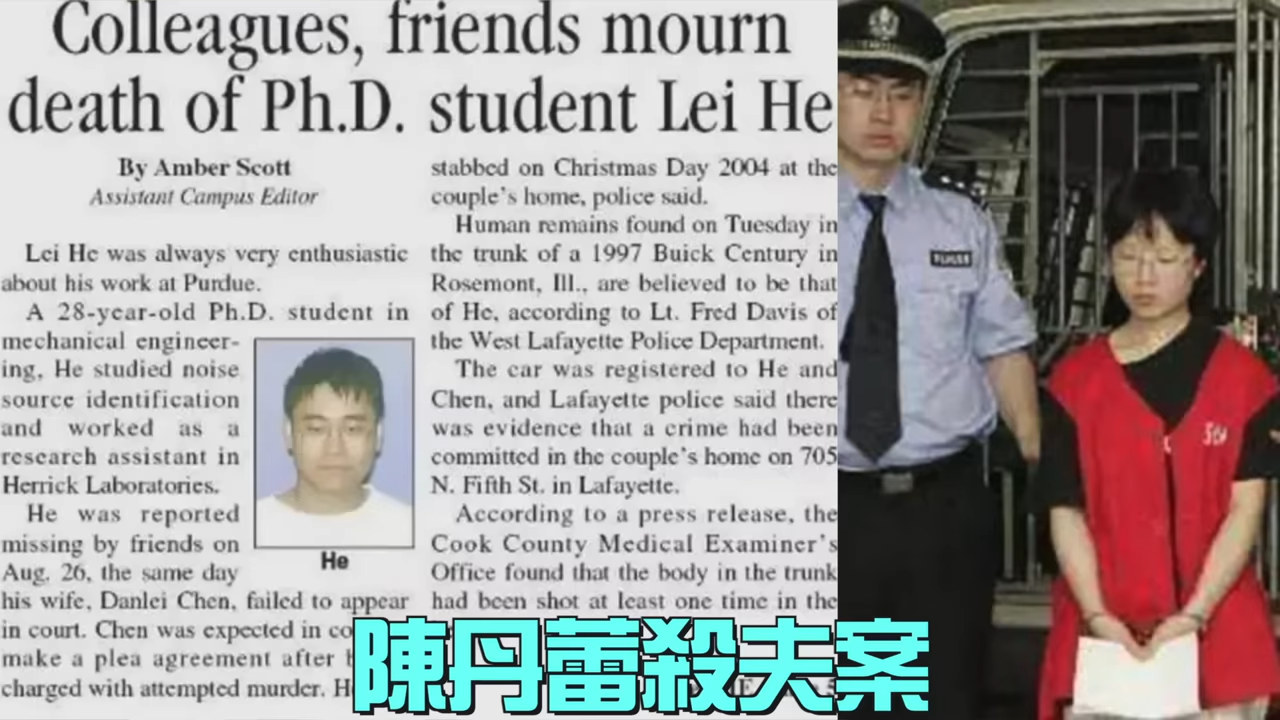 Colleagues, friends mourn
death of Ph.D. student Lei He
By Amber Scott
Assistant Campus Editor
Lei He was always very enthusiastic
about his work at Purdue.
A 28-year-old Ph.D. student in
mechanical engineer-
ing, He studied noise
source identification
and worked as a
research assistant in
Herrick Laboratories.
He was reported
missing by friends on
Aug. 26, the same day
his wife, Danlei Chen, failed to appear
in court. Chen was expected in co
make a plea agreement after
charged with attempted murder. H
He
stabbed on Christmas Day 2004 at the
couple's home, police said.
Human remains found on Tuesday in
the trunk of a 1997 Buick Century in
Rosemont, Ill., are believed to be that
of He, according to Lt. Fred Davis of
the West Lafayette Police Department.
The car was registered to He and
Chen, and Lafayette police said there
was evidence that a crime had been
committed in the couple's home on 705
N. Fifth St. in Lafayette.
According to a press release, the
Cook County Medical Examiner's
Office found that the body in the trunk
had been shot at least one time in the
陳丹蕾殺夫案